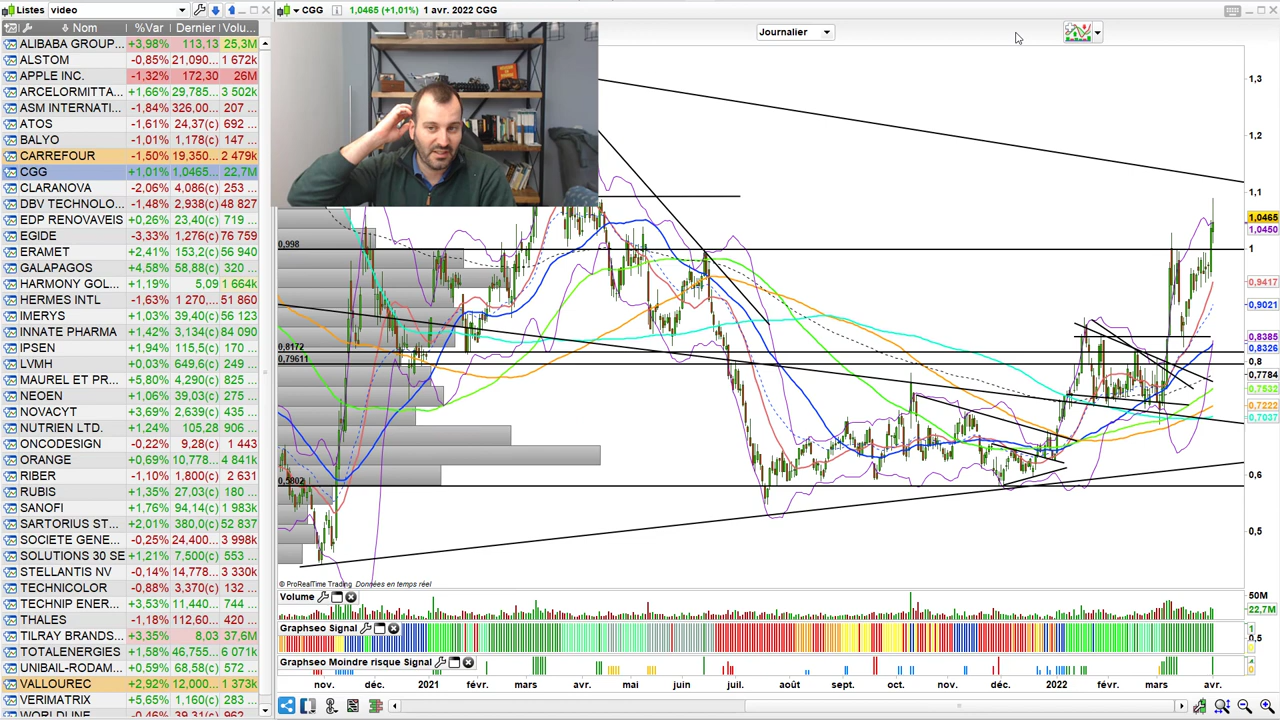 Listes video
CGG 1,0465 (+1,01%) 1 avr. 2022 CGG
Nom %Var Dernier Volu...
Journalier
ALIBABA GROUP... +3,98% 113,13 25,3M
ALSTOM -0,85% 21,090... 1 672k
APPLE INC. -1,32% 172,30 26M
ARCELORMITTA... +1,66% 29,785... 3 502k
ASM INTERNATI... -1,84% 326,00... 207 ...
ATOS -1,61% 24,37(c) 692 ...
BALYO -1,01% 1,178(c) 147 ...
CARREFOUR -1,50% 19,350... 2 479k
CGG +1,01% 1,0465... 22,7M
CLARANOVA -2,06% 4,086(c) 253 ...
DBV TECHNOLO... -1,48% 2,938(c) 48 827
EDP RENOVAVEIS +0,26% 23,40(c) 719 ...
EGIDE -3,33% 1,276(c) 76 759
ERAMET +2,41% 153,2(c) 56 940
GALAPAGOS +4,58% 58,88(c) 320 ...
HARMONY GOL... +1,19% 5,09 1 664k
HERMES INTL -1,63% 1 270,... 51 860
IMERYS +1,03% 39,40(c) 56 123
INNATE PHARMA +1,42% 3,134(c) 84 090
IPSEN +1,94% 115,5(c) 66 440
LVMH +0,03% 649,6(c) 249 ...
MAUREL ET PR... +5,80% 4,290(c) 825 ...
NEOEN +1,09% 39,03(c) 275 ...
NOVACYT +3,69% 2,639(c) 435 ...
NUTRIEN LTD. +1,24% 105,28 906 ...
ONCODESIGN -0,22% 9,28(c) 1 443
ORANGE +0,69% 10,778... 4 841k
RIBER -1,10% 1,800(c) 2 631
RUBIS +1,35% 27,03(c) 180 ...
SANOFI +1,76% 94,14(c) 1 983k
SARTORIUS ST... +2,01% 380,0(c) 52 837
SOCIETE GENE... -0,25% 24,400... 3 998k
SOLUTIONS 30 SE +1,21% 7,500(c) 553 ...
STELLANTIS NV -0,14% 14,778... 3 330k
TECHNICOLOR -0,88% 3,370(c) 132 ...
TECHNIP ENER... +3,53% 11,440... 744 ...
THALES -1,18% 112,60... 420 ...
TILRAY BRANDS... +3,35% 8,03 37,6M
TOTALENERGIES +1,58% 46,755... 6 071k
UNIBAIL-RODAM... +0,59% 68,58(c) 572 ...
VALLOUREC +2,92% 12,000... 1 373k
VERIMATRIX +5,65% 1,160(c) 283 ...
WORLDLINE -0,46% 39,31(c) 962
0,998
0,8172
0,79611
0,5802
1,3
1,2
1,1
1,0465
1,0450
1
0,9417
0,9021
0,8385
0,8326
0,8
0,7784
0,7532
0,7222
0,7037
0,6
0,5
© ProRealTime Trading Données en temps réel
Volume
50M
22,7M
Graphseo Signal
1
0,5
0
Graphseo Moindre risque Signal
nov. déc. 2021 févr. mars avr. mai juin juil. août sept. oct. nov. déc. 2022 févr. mars avr.